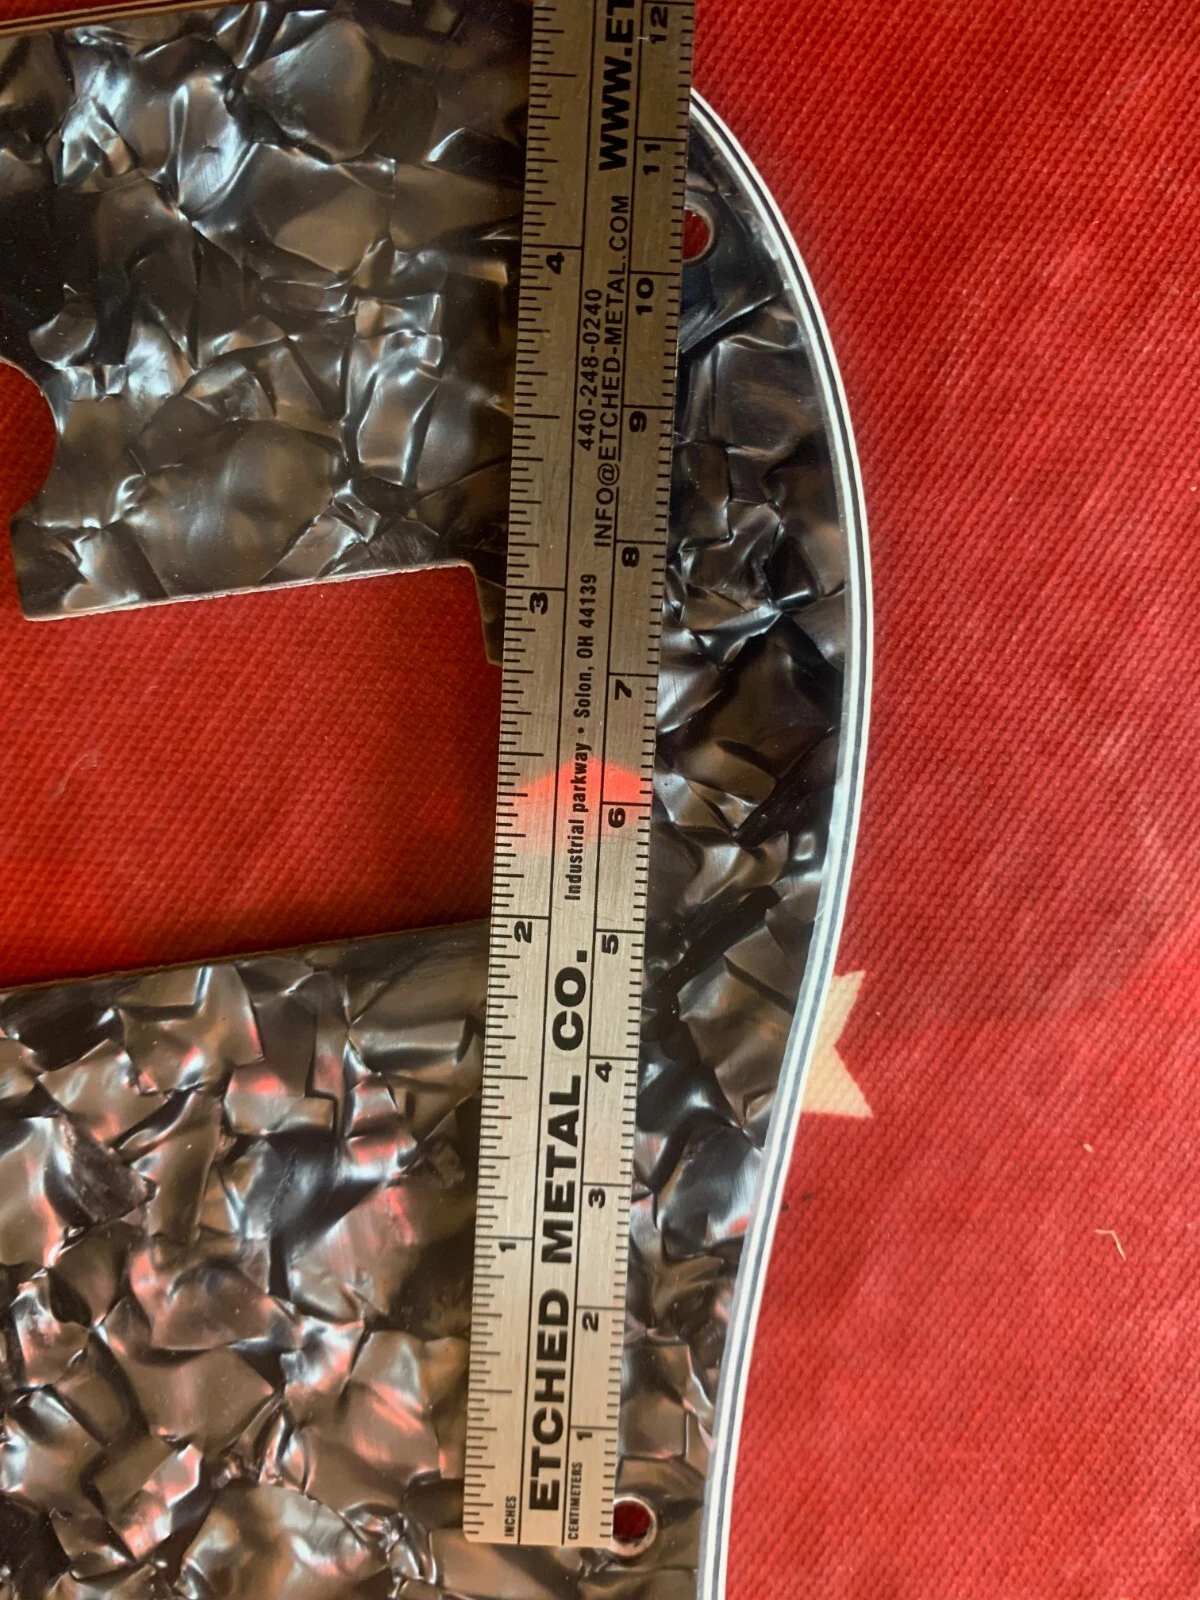 INCHES
1 2 3 4
ETCHED METAL CO.
Industrial parkway • Solon, OH 44139
440-248-0240
INFO@ETCHED-METAL.COM
WWW.ET
CENTIMETERS
1 2 3 4 5 6 7 8 9 10 11 12